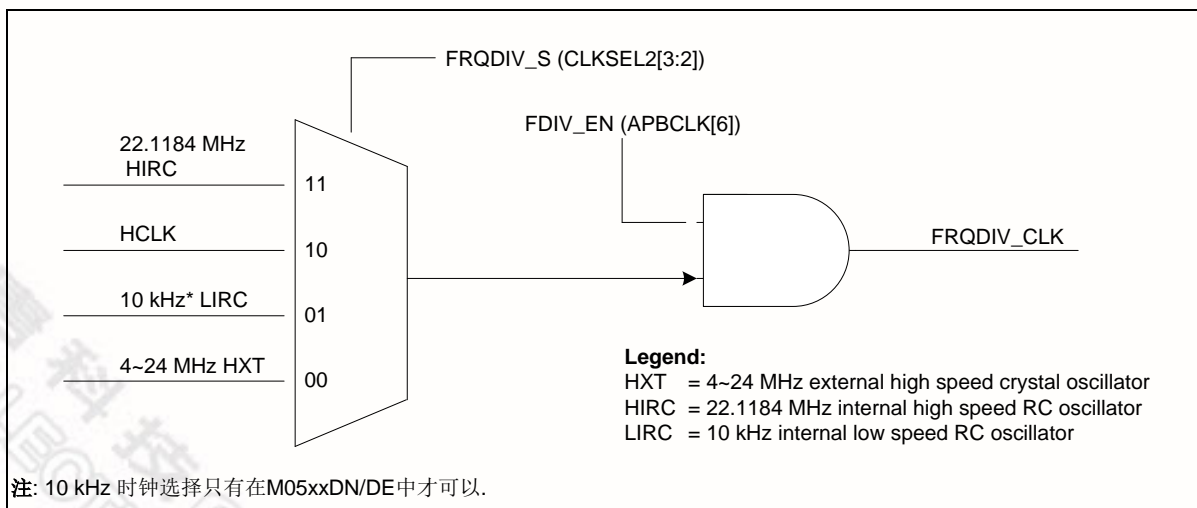 FRQDIV_S (CLKSEL2[3:2])
FDIV_EN (APBCLK[6])
22.1184 MHz
HIRC
11
HCLK
10
FRQDIV_CLK
10 kHz* LIRC
01
4~24 MHz HXT
00
Legend:
HXT = 4~24 MHz external high speed crystal oscillator
HIRC = 22.1184 MHz internal high speed RC oscillator
LIRC = 10 kHz internal low speed RC oscillator
注: 10 kHz 时钟选择只有在M05xxDN/DE中才可以.